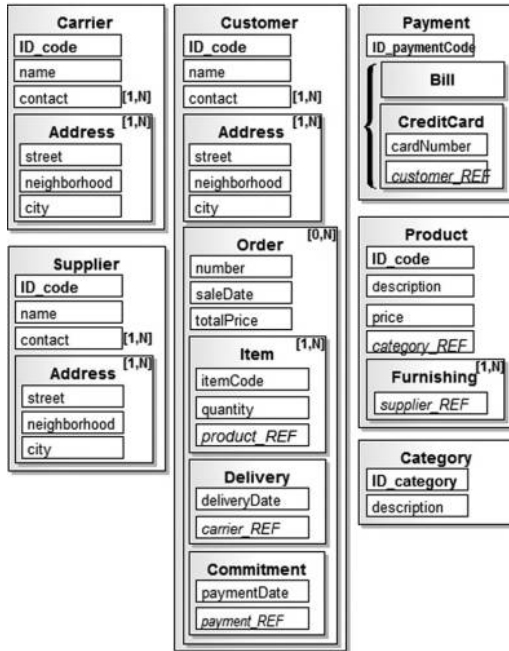 Carrier
ID_code
name
contact [1,N]
Address [1,N]
street
neighborhood
city
Supplier
ID_code
name
contact [1,N]
Address [1,N]
street
neighborhood
city
Customer
ID_code
name
contact [1,N]
Address [1,N]
street
neighborhood
city
Order [0,N]
number
saleDate
totalPrice
Item [1,N]
itemCode
quantity
product_REF
Delivery
deliveryDate
carrier_REF
Commitment
paymentDate
payment_REF
Payment
ID_paymentCode
Bill
CreditCard
cardNumber
customer_REF
Product
ID_code
description
price
category_REF
Furnishing [1,N]
supplier_REF
Category
ID_category
description